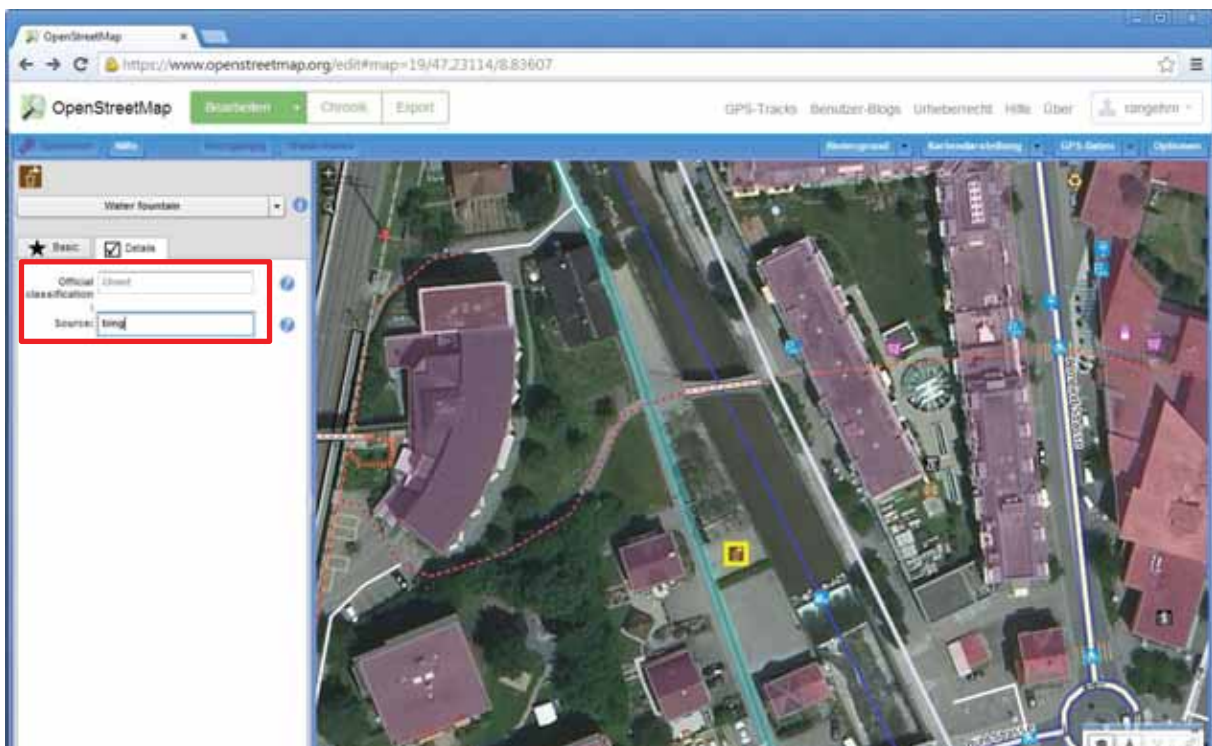 OpenStreetMap
https://www.openstreetmap.org/edit#map=19/47.23114/8.83607
OpenStreetMap Bearbeiten Chronik Export GPS-Tracks Benutzer-Blogs Urheberrecht Hilfe Über rangehrn
Hilfe Hintergrund Kartendarstellung GPS-Daten Optionen
Water fountain
Basic Details
Official classification
:
Source: bing